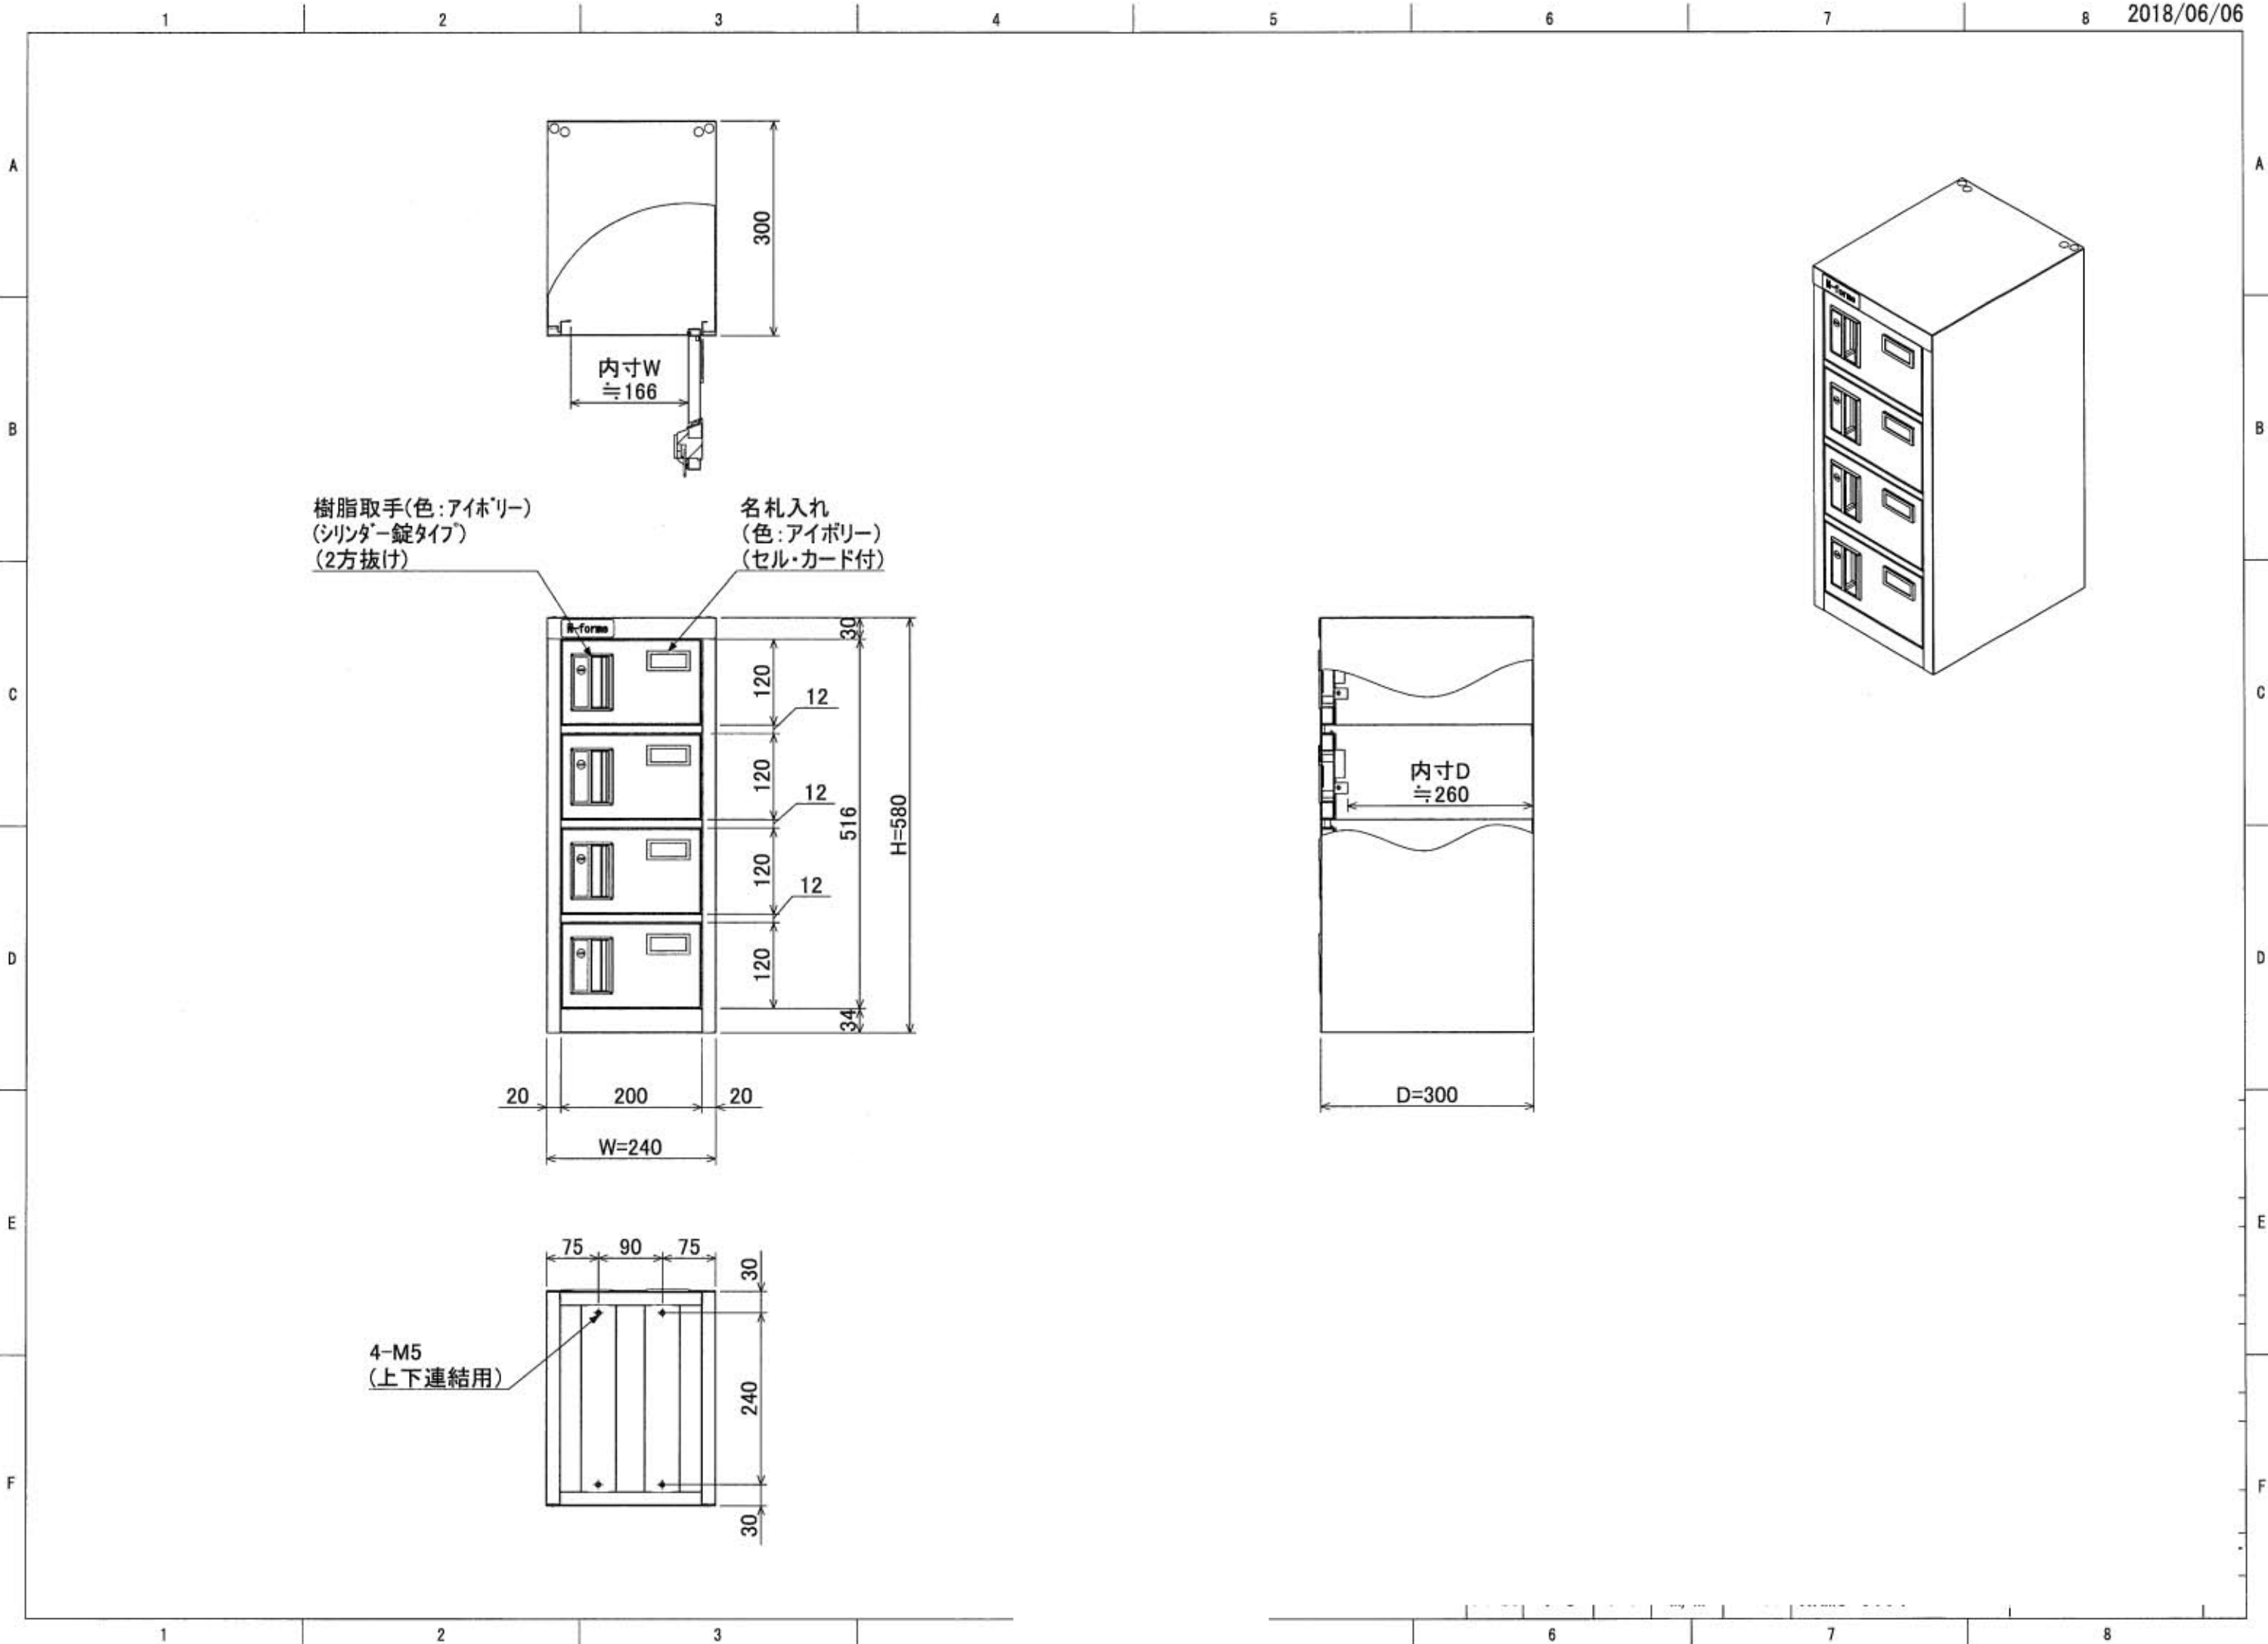 1 2 3 4 5 6 7 8 2018/06/06
A A
300
内寸W
≒166
B B
樹脂取手(色:アイボリー)
(シリンダー錠タイプ)
(2方抜け)
名札入れ
(色:アイボリー)
(セル・カード付)
30
120
12
120
12
120
12
120
516
34
H=580
C C
内寸D
≒260
D D
20 200 20
W=240
D=300
E E
75 90 75
30
240
30
4-M5
(上下連結用)
F F
1 2 3 6 7 8